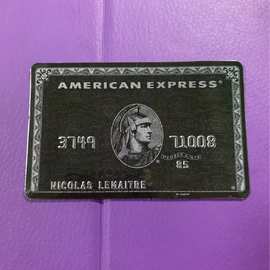 AMERICAN EXPRESS
3749 71008
85
NICOLAS LEMAITRE